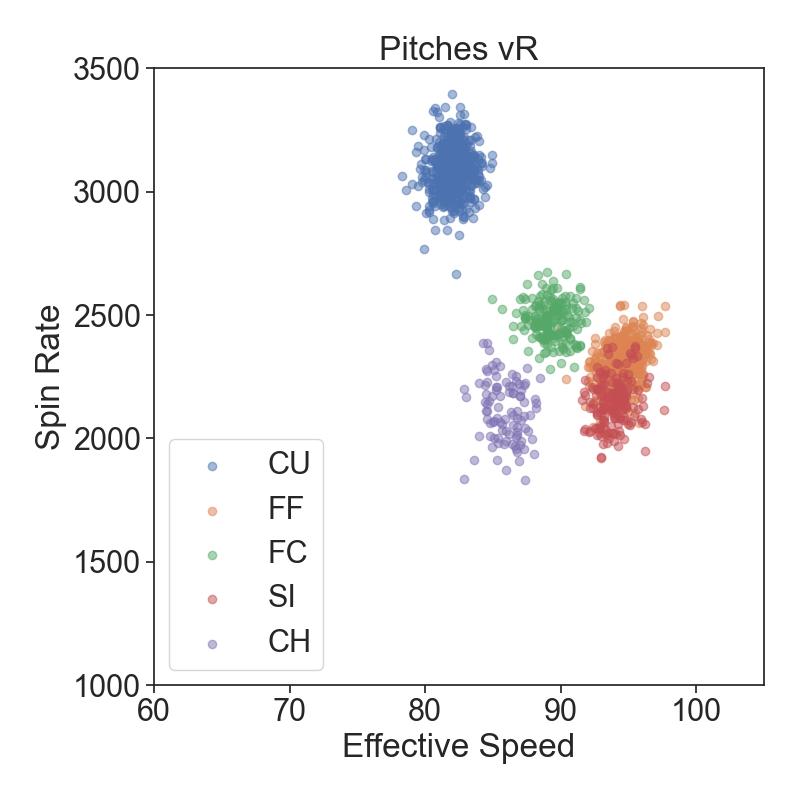 Pitches vR
3500
3000
2500
2000
1500
1000
Spin Rate
CU
FF
FC
SI
CH
60 70 80 90 100
Effective Speed